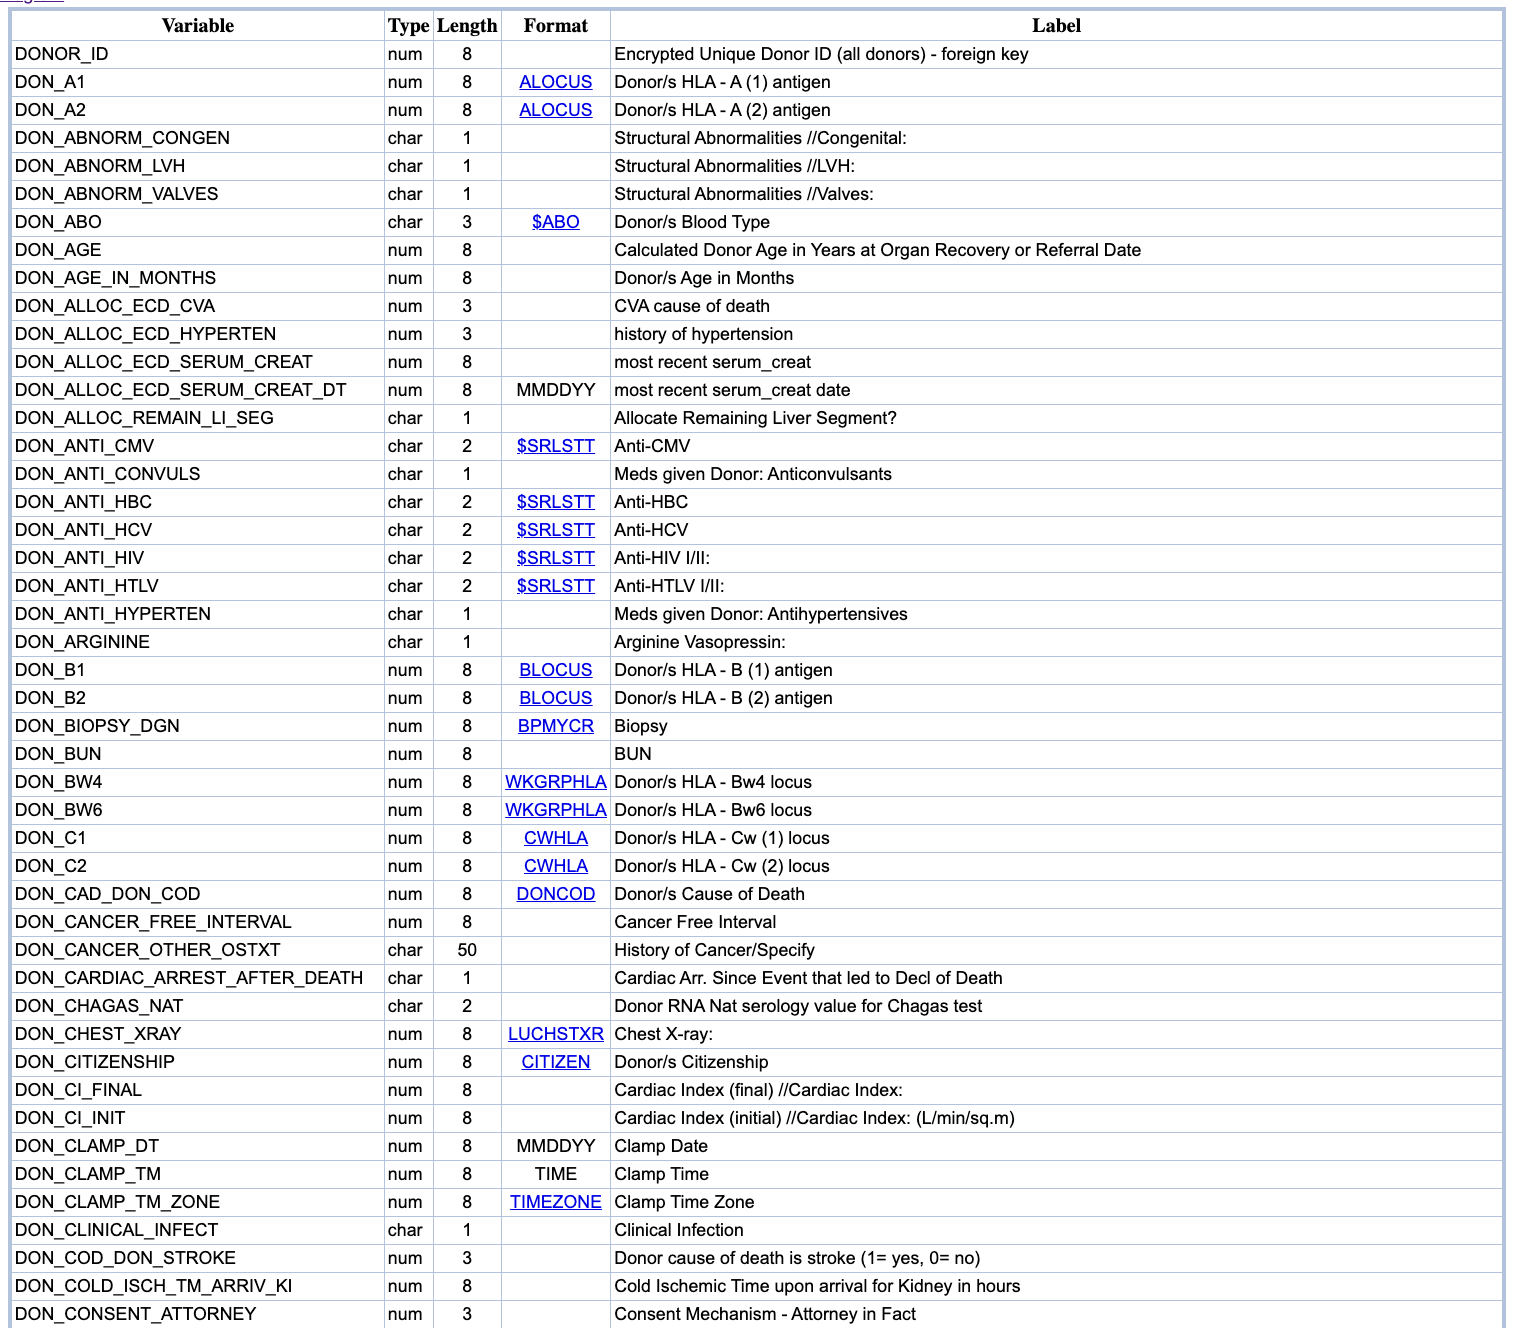 Variable Type Length Format Label
DONOR_ID num 8 Encrypted Unique Donor ID (all donors) - foreign key
DON_A1 num 8 ALOCUS Donor/s HLA - A (1) antigen
DON_A2 num 8 ALOCUS Donor/s HLA - A (2) antigen
DON_ABNORM_CONGEN char 1 Structural Abnormalities //Congenital:
DON_ABNORM_LVH char 1 Structural Abnormalities //LVH:
DON_ABNORM_VALVES char 1 Structural Abnormalities //Valves:
DON_ABO char 3 $ABO Donor/s Blood Type
DON_AGE num 8 Calculated Donor Age in Years at Organ Recovery or Referral Date
DON_AGE_IN_MONTHS num 8 Donor/s Age in Months
DON_ALLOC_ECD_CVA num 3 CVA cause of death
DON_ALLOC_ECD_HYPERTEN num 3 history of hypertension
DON_ALLOC_ECD_SERUM_CREAT num 8 most recent serum_creat
DON_ALLOC_ECD_SERUM_CREAT_DT num 8 MMDDYY most recent serum_creat date
DON_ALLOC_REMAIN_LI_SEG char 1 Allocate Remaining Liver Segment?
DON_ANTI_CMV char 2 $SRLSTT Anti-CMV
DON_ANTI_CONVULS char 1 Meds given Donor: Anticonvulsants
DON_ANTI_HBC char 2 $SRLSTT Anti-HBC
DON_ANTI_HCV char 2 $SRLSTT Anti-HCV
DON_ANTI_HIV char 2 $SRLSTT Anti-HIV I/II:
DON_ANTI_HTLV char 2 $SRLSTT Anti-HTLV I/II:
DON_ANTI_HYPERTEN char 1 Meds given Donor: Antihypertensives
DON_ARGININE char 1 Arginine Vasopressin:
DON_B1 num 8 BLOCUS Donor/s HLA - B (1) antigen
DON_B2 num 8 BLOCUS Donor/s HLA - B (2) antigen
DON_BIOPSY_DGN num 8 BPMYCR Biopsy
DON_BUN num 8 BUN
DON_BW4 num 8 WKGRPHLA Donor/s HLA - Bw4 locus
DON_BW6 num 8 WKGRPHLA Donor/s HLA - Bw6 locus
DON_C1 num 8 CWHLA Donor/s HLA - Cw (1) locus
DON_C2 num 8 CWHLA Donor/s HLA - Cw (2) locus
DON_CAD_DON_COD num 8 DONCOD Donor/s Cause of Death
DON_CANCER_FREE_INTERVAL num 8 Cancer Free Interval
DON_CANCER_OTHER_OSTXT char 50 History of Cancer/Specify
DON_CARDIAC_ARREST_AFTER_DEATH char 1 Cardiac Arr. Since Event that led to Decl of Death
DON_CHAGAS_NAT char 2 Donor RNA Nat serology value for Chagas test
DON_CHEST_XRAY num 8 LUCHSTXR Chest X-ray:
DON_CITIZENSHIP num 8 CITIZEN Donor/s Citizenship
DON_CI_FINAL num 8 Cardiac Index (final) //Cardiac Index:
DON_CI_INIT num 8 Cardiac Index (initial) //Cardiac Index: (L/min/sq.m)
DON_CLAMP_DT num 8 MMDDYY Clamp Date
DON_CLAMP_TM num 8 TIME Clamp Time
DON_CLAMP_TM_ZONE num 8 TIMEZONE Clamp Time Zone
DON_CLINICAL_INFECT char 1 Clinical Infection
DON_COD_DON_STROKE num 3 Donor cause of death is stroke (1= yes, 0= no)
DON_COLD_ISCH_TM_ARRIV_KI num 8 Cold Ischemic Time upon arrival for Kidney in hours
DON_CONSENT_ATTORNEY num 3 Consent Mechanism - Attorney in Fact